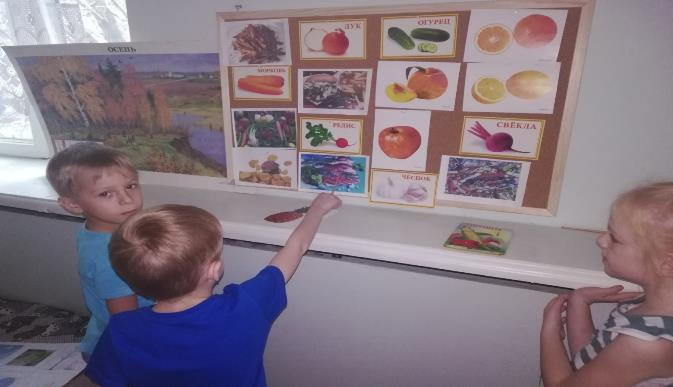 ОСЕНЬ
ЛУК
ОГУРЕЦ
МОРКОВЬ
РЕДИС
СВЁКЛА
ЧЕСНОК